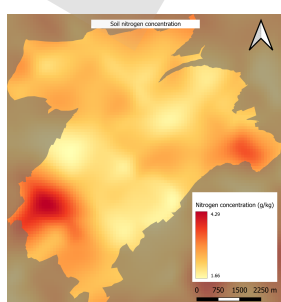 Soil nitrogen concentration
Nitrogen concentration (g/kg)
4.29
1.66
0 750 1500 2250 m